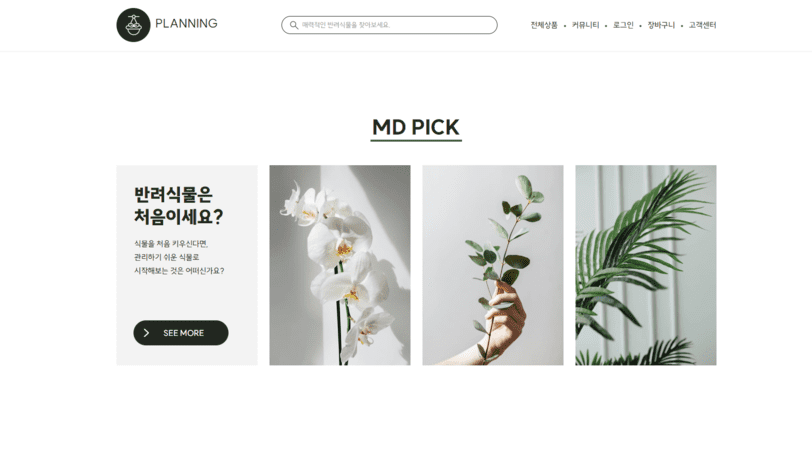 PLANNING
매력적인 반려식물을 찾아보세요.
전체상품 • 커뮤니티 • 로그인 • 장바구니 • 고객센터
MD PICK
반려식물은
처음이세요?
식물을 처음 키우신다면,
관리하기 쉬운 식물로
시작해보는 것은 어떠신가요?
SEE MORE